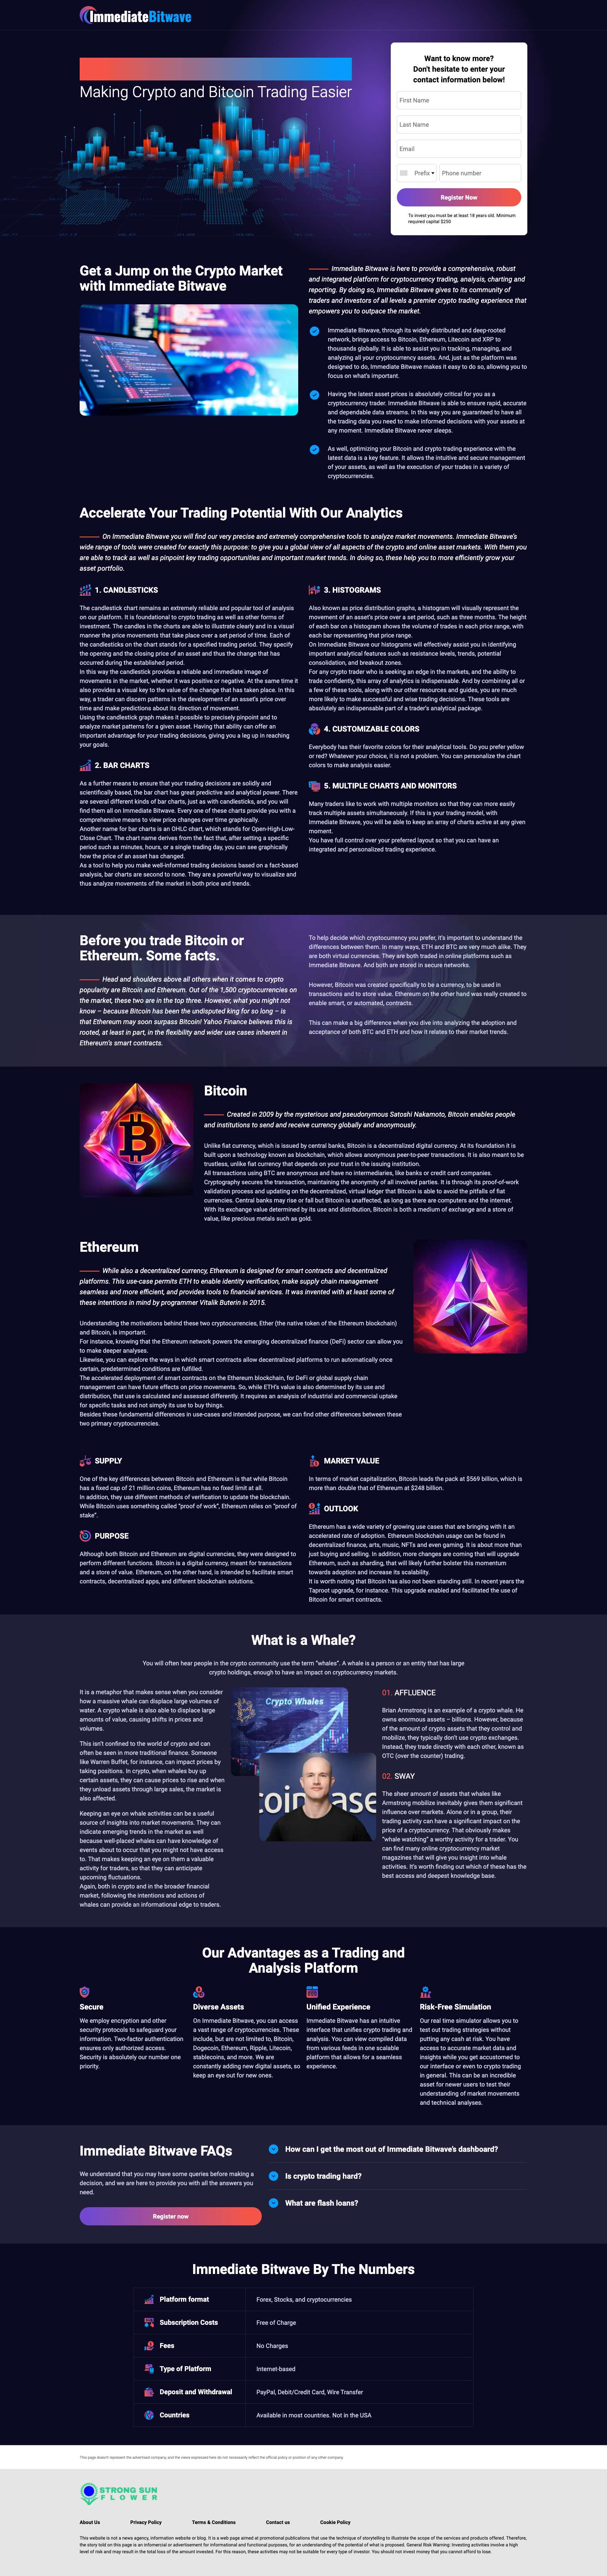 ImmediateBitwave
Making Crypto and Bitcoin Trading Easier
Want to know more?
Don't hesitate to enter your
contact information below!
First Name
Last Name
Email
Prefix
Phone number
Register Now
To invest you must be at least 18 years old. Minimum
required capital $250
Get a Jump on the Crypto Market
with Immediate Bitwave
Immediate Bitwave is here to provide a comprehensive, robust
and integrated platform for cryptocurrency trading, analysis, charting and
reporting. By doing so, Immediate Bitwave gives to its community of
traders and investors of all levels a premier crypto trading experience that
empowers you to outpace the market.
Immediate Bitwave, through its widely distributed and deep-rooted
network, brings access to Bitcoin, Ethereum, Litecoin and XRP to
thousands globally. It is able to assist you in tracking, managing, and
analyzing all your cryptocurrency assets. And, just as the platform was
designed to do, Immediate Bitwave makes it easy to do so, allowing you to
focus on what's important.
Having the latest asset prices is absolutely critical for you as a
cryptocurrency trader. Immediate Bitwave is able to ensure rapid, accurate
and dependable data streams. In this way you are guaranteed to have all
the trading data you need to make informed decisions with your assets at
any moment. Immediate Bitwave never sleeps.
As well, optimizing your Bitcoin and crypto trading experience with the
latest data is a key feature. It allows the intuitive and secure management
of your assets, as well as the execution of your trades in a variety of
cryptocurrencies.
Accelerate Your Trading Potential With Our Analytics
On Immediate Bitwave you will find our very precise and extremely comprehensive tools to analyze market movements. Immediate Bitwave's
wide range of tools were created for exactly this purpose: to give you a global view of all aspects of the crypto and online asset markets. With them you
are able to track as well as pinpoint key trading opportunities and important market trends. In doing so, these help you to more efficiently grow your
asset portfolio.
1. CANDLESTICKS
The candlestick chart remains an extremely reliable and popular tool of analysis
on our platform. It is foundational to crypto trading as well as other forms of
investment. The candles in the charts are able to illustrate clearly and in a visual
manner the price movements that take place over a set period of time. Each of
the candlesticks on the chart stands for a specified trading period. They specify
the opening and the closing price of an asset and thus the change that has
occurred during the established period.
In this way the candlestick provides a reliable and immediate image of
movements in the market, whether it was positive or negative. At the same time it
also provides a visual key to the value of the change that has taken place. In this
way, a trader can discern patterns in the development of an asset's price over
time and make predictions about its direction of movement.
Using the candlestick graph makes it possible to precisely pinpoint and to
analyze market patterns for a given asset. Having that ability can offer an
important advantage for your trading decisions, giving you a leg up in reaching
your goals.
2. BAR CHARTS
As a further means to ensure that your trading decisions are solidly and
scientifically based, the bar chart has great predictive and analytical power. There
are several different kinds of bar charts, just as with candlesticks, and you will
find them all on Immediate Bitwave. Every one of these charts provide you with a
comprehensive means to view price changes over time graphically.
Another name for bar charts is an OHLC chart, which stands for Open-High-Low-
Close Chart. The chart name derives from the fact that, after setting a specific
period such as minutes, hours, or a single trading day, you can see graphically
how the price of an asset has changed.
As a tool to help you make well-informed trading decisions based on a fact-based
analysis, bar charts are second to none. They are a powerful way to visualize and
thus analyze movements of the market in both price and trends.
3. HISTOGRAMS
Also known as price distribution graphs, a histogram will visually represent the
movement of an asset's price over a set period, such as three months. The height
of each bar on a histogram shows the volume of trades in each price range, with
each bar representing that price range.
On Immediate Bitwave our histograms will effectively assist you in identifying
important analytical features such as resistance levels, trends, potential
consolidation, and breakout zones.
For any crypto trader who is seeking an edge in the markets, and the ability to
trade confidently, this array of analytics is indispensable. And by combining all or
a few of these tools, along with our other resources and guides, you are much
more likely to make successful and wise trading decisions. These tools are
absolutely an indispensable part of a trader's analytical package.
4. CUSTOMIZABLE COLORS
Everybody has their favorite colors for their analytical tools. Do you prefer yellow
or red? Whatever your choice, it is not a problem. You can personalize the chart
colors to make analysis easier.
5. MULTIPLE CHARTS AND MONITORS
Many traders like to work with multiple monitors so that they can more easily
track multiple assets simultaneously. If this is your trading model, with
Immediate Bitwave, you will be able to keep an array of charts active at any given
moment.
You have full control over your preferred layout so that you can have an
integrated and personalized trading experience.
Before you trade Bitcoin or
Ethereum. Some facts.
Head and shoulders above all others when it comes to crypto
popularity are Bitcoin and Ethereum. Out of the 1,500 cryptocurrencies on
the market, these two are in the top three. However, what you might not
know – because Bitcoin has been the undisputed king for so long – is
that Ethereum may soon surpass Bitcoin! Yahoo Finance believes this is
rooted, at least in part, in the flexibility and wider use cases inherent in
Ethereum's smart contracts.
To help decide which cryptocurrency you prefer, it's important to understand the
differences between them. In many ways, ETH and BTC are very much alike. They
are both virtual currencies. They are both traded in online platforms such as
Immediate Bitwave. And both are stored in secure networks.
However, Bitcoin was created specifically to be a currency, to be used in
transactions and to store value. Ethereum on the other hand was really created to
enable smart, or automated, contracts.
This can make a big difference when you dive into analyzing the adoption and
acceptance of both BTC and ETH and how it relates to their market trends.
Bitcoin
Created in 2009 by the mysterious and pseudonymous Satoshi Nakamoto, Bitcoin enables people
and institutions to send and receive currency globally and anonymously.
Unlike fiat currency, which is issued by central banks, Bitcoin is a decentralized digital currency. At its foundation it is
built upon a technology known as blockchain, which allows anonymous peer-to-peer transactions. It is also meant to be
trustless, unlike fiat currency that depends on your trust in the issuing institution.
All transactions using BTC are anonymous and have no intermediaries, like banks or credit card companies.
Cryptography secures the transaction, maintaining the anonymity of all involved parties. It is through its proof-of-work
validation process and updating on the decentralized, virtual ledger that Bitcoin is able to avoid the pitfalls of fiat
currencies. Central banks may rise or fall but Bitcoin is unaffected, as long as there are computers and the internet.
With its exchange value determined by its use and distribution, Bitcoin is both a medium of exchange and a store of
value, like precious metals such as gold.
Ethereum
While also a decentralized currency, Ethereum is designed for smart contracts and decentralized
platforms. This use-case permits ETH to enable identity verification, make supply chain management
seamless and more efficient, and provides tools to financial services. It was invented with at least some of
these intentions in mind by programmer Vitalik Buterin in 2015.
Understanding the motivations behind these two cryptocurrencies, Ether (the native token of the Ethereum blockchain)
and Bitcoin, is important.
For instance, knowing that the Ethereum network powers the emerging decentralized finance (DeFi) sector can allow you
to make deeper analyses.
Likewise, you can explore the ways in which smart contracts allow decentralized platforms to run automatically once
certain, predetermined conditions are fulfilled.
The accelerated deployment of smart contracts on the Ethereum blockchain, for DeFi or global supply chain
management can have future effects on price movements. So, while ETH's value is also determined by its use and
distribution, that use is calculated and assessed differently. It requires an analysis of industrial and commercial uptake
for specific tasks and not simply its use to buy things.
Besides these fundamental differences in use-cases and intended purpose, we can find other differences between these
two primary cryptocurrencies.
SUPPLY
One of the key differences between Bitcoin and Ethereum is that while Bitcoin
has a fixed cap of 21 million coins, Ethereum has no fixed limit at all.
In addition, they use different methods of verification to update the blockchain.
While Bitcoin uses something called "proof of work", Ethereum relies on "proof of
stake".
PURPOSE
Although both Bitcoin and Ethereum are digital currencies, they were designed to
perform different functions. Bitcoin is a digital currency, meant for transactions
and a store of value. Ethereum, on the other hand, is intended to facilitate smart
contracts, decentralized apps, and different blockchain solutions.
MARKET VALUE
In terms of market capitalization, Bitcoin leads the pack at $569 billion, which is
more than double that of Ethereum at $248 billion.
OUTLOOK
Ethereum has a wide variety of growing use cases that are bringing with it an
accelerated rate of adoption. Ethereum blockchain usage can be found in
decentralized finance, arts, music, NFTs and even gaming. It is about more than
just buying and selling. In addition, more changes are coming that will upgrade
Ethereum, such as sharding, that will likely further bolster this momentum
towards adoption and increase its scalability.
It is worth noting that Bitcoin has also not been standing still. In recent years the
Taproot upgrade, for instance. This upgrade enabled and facilitated the use of
Bitcoin for smart contracts.
What is a Whale?
You will often hear people in the crypto community use the term "whales". A whale is a person or an entity that has large
crypto holdings, enough to have an impact on cryptocurrency markets.
It is a metaphor that makes sense when you consider
how a massive whale can displace large volumes of
water. A crypto whale is also able to displace large
amounts of value, causing shifts in prices and
volumes.
This isn't confined to the world of crypto and can
often be seen in more traditional finance. Someone
like Warren Buffet, for instance, can impact prices by
taking positions. In crypto, when whales buy up
certain assets, they can cause prices to rise and when
they unload assets through large sales, the market is
also affected.
Keeping an eye on whale activities can be a useful
source of insights into market movements. They can
indicate emerging trends in the market as well
because well-placed whales can have knowledge of
events about to occur that you might not have access
to. That makes keeping an eye on them a valuable
activity for traders, so that they can anticipate
upcoming fluctuations.
Again, both in crypto and in the broader financial
market, following the intentions and actions of
whales can provide an informational edge to traders.
Crypto Whales
coinbase
01. AFFLUENCE
Brian Armstrong is an example of a crypto whale. He
owns enormous assets – billions. However, because
of the amount of crypto assets that they control and
mobilize, they typically don't use crypto exchanges.
Instead, they trade directly with each other, known as
OTC (over the counter) trading.
02. SWAY
The sheer amount of assets that whales like
Armstrong mobilize inevitably gives them significant
influence over markets. Alone or in a group, their
trading activity can have a significant impact on the
price of a cryptocurrency. That obviously makes
"whale watching" a worthy activity for a trader. You
can find many online cryptocurrency market
magazines that will give you insight into whale
activities. It's worth finding out which of these has the
best access and deepest knowledge base.
Our Advantages as a Trading and
Analysis Platform
Secure
We employ encryption and other
security protocols to safeguard your
information. Two-factor authentication
ensures only authorized access.
Security is absolutely our number one
priority.
Diverse Assets
On Immediate Bitwave, you can access
a vast range of cryptocurrencies. These
include, but are not limited to, Bitcoin,
Dogecoin, Ethereum, Ripple, Litecoin,
stablecoins, and more. We are
constantly adding new digital assets, so
keep an eye out for new ones.
Unified Experience
Immediate Bitwave has an intuitive
interface that unifies crypto trading and
analysis. You can view compiled data
from various feeds in one scalable
platform that allows for a seamless
experience.
Risk-Free Simulation
Our real time simulator allows you to
test out trading strategies without
putting any cash at risk. You have
access to accurate market data and
insights while you get accustomed to
our interface or even to crypto trading
in general. This can be an incredible
asset for newer users to test their
understanding of market movements
and technical analyses.
Immediate Bitwave FAQs
We understand that you may have some queries before making a
decision, and we are here to provide you with all the answers you
need.
Register now
How can I get the most out of Immediate Bitwave's dashboard?
Is crypto trading hard?
What are flash loans?
Immediate Bitwave By The Numbers
Platform format
Forex, Stocks, and cryptocurrencies
Subscription Costs
Free of Charge
Fees
No Charges
Type of Platform
Internet-based
Deposit and Withdrawal
PayPal, Debit/Credit Card, Wire Transfer
Countries
Available in most countries. Not in the USA
This page doesn't represent the advertised company, and the views expressed here do not necessarily reflect the official policy or position of any other company.
STRONG SUN
FLOWER
About Us
Privacy Policy
Terms & Conditions
Contact us
Cookie Policy
This website is not a news agency, information website or blog. It is a web page aimed at promotional publications that use the technique of storytelling to illustrate the scope of the services and products offered. Therefore,
the story told on this page is an infomercial or advertisement for informational and functional purposes, for an understanding of the potential of what is proposed. General Risk Warning: Investing activities involve a high
level of risk and may result in the total loss of the amount invested. For this reason, these activities may not be suitable for every type of investor. You should not invest money that you cannot afford to lose.